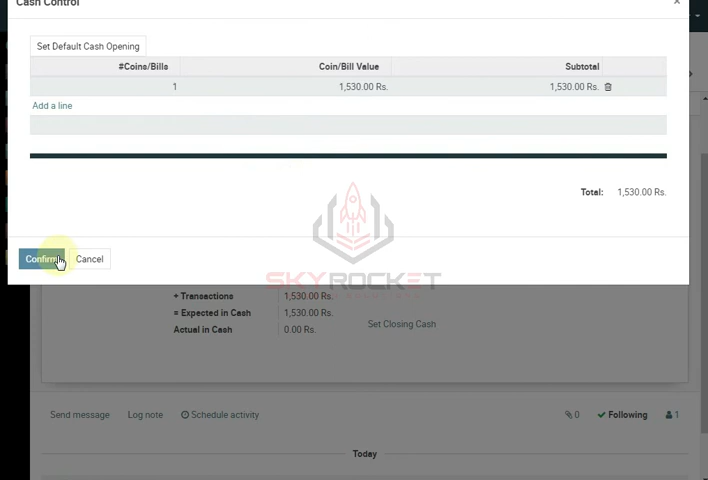 Cash Control ×
Set Default Cash Opening
#Coins/Bills Coin/Bill Value Subtotal
1 1,530.00 Rs. 1,530.00 Rs.
Add a line
Total: 1,530.00 Rs.
Confirm Cancel
SKYROCKET
+ Transactions 1,530.00 Rs.
= Expected in Cash 1,530.00 Rs.
Actual in Cash 0.00 Rs. Set Closing Cash
Send message Log note Schedule activity 0 Following 1
Today